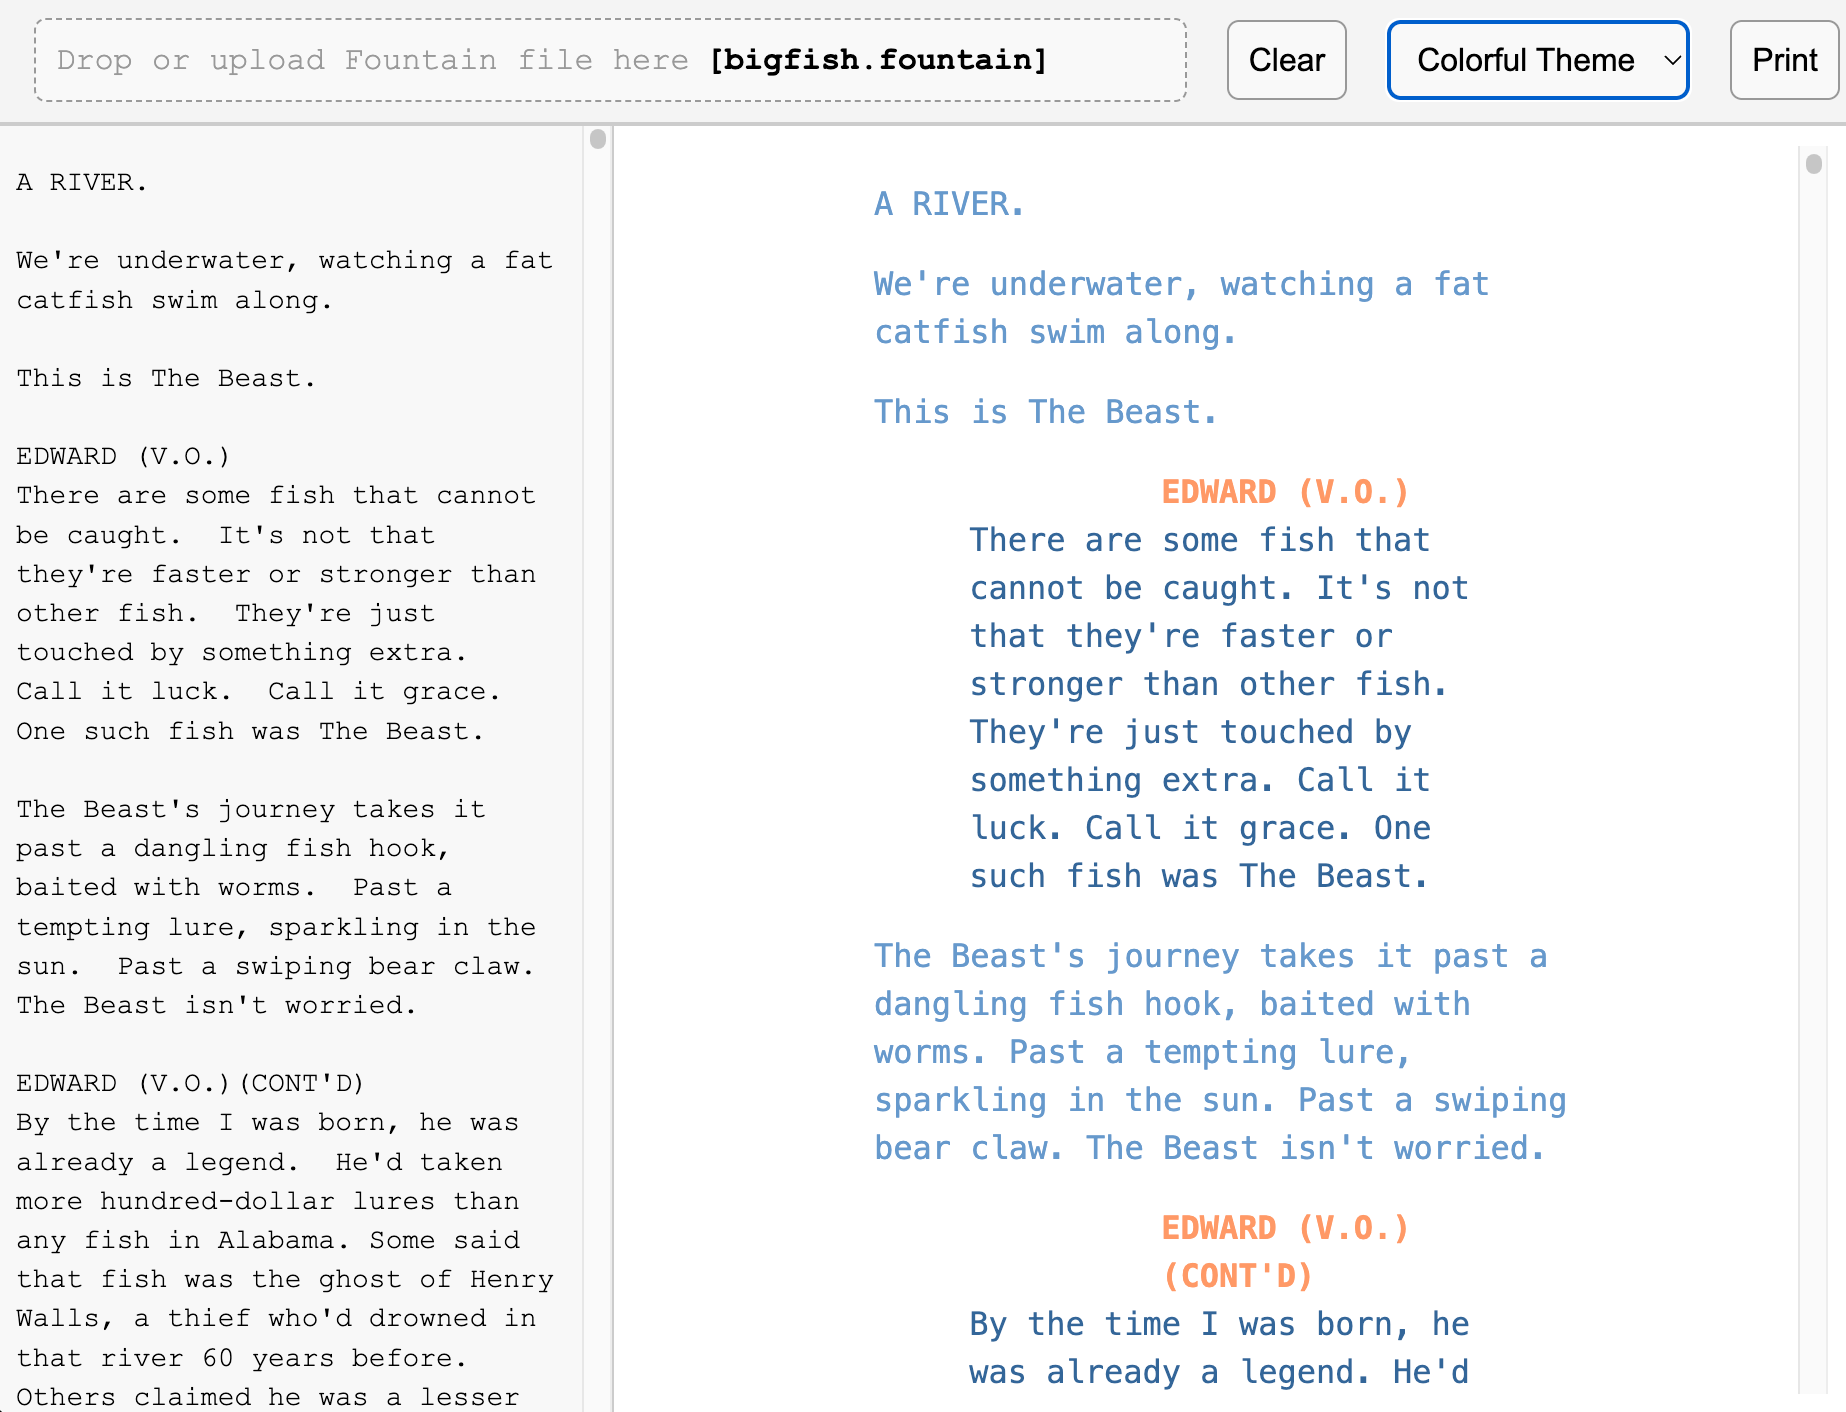 Drop or upload Fountain file here [bigfish.fountain]
Clear
Colorful Theme
Print
A RIVER.
We're underwater, watching a fat
catfish swim along.
This is The Beast.
EDWARD (V.O.)
There are some fish that cannot
be caught.  It's not that
they're faster or stronger than
other fish.  They're just
touched by something extra.
Call it luck.  Call it grace.
One such fish was The Beast.
The Beast's journey takes it
past a dangling fish hook,
baited with worms.  Past a
tempting lure, sparkling in the
sun.  Past a swiping bear claw.
The Beast isn't worried.
EDWARD (V.O.)(CONT'D)
By the time I was born, he was
already a legend.  He'd taken
more hundred-dollar lures than
any fish in Alabama. Some said
that fish was the ghost of Henry
Walls, a thief who'd drowned in
that river 60 years before.
Others claimed he was a lesser
A RIVER.
We're underwater, watching a fat
catfish swim along.
This is The Beast.
EDWARD (V.O.)
There are some fish that
cannot be caught. It's not
that they're faster or
stronger than other fish.
They're just touched by
something extra. Call it
luck. Call it grace. One
such fish was The Beast.
The Beast's journey takes it past a
dangling fish hook, baited with
worms. Past a tempting lure,
sparkling in the sun. Past a swiping
bear claw. The Beast isn't worried.
EDWARD (V.O.)
(CONT'D)
By the time I was born, he
was already a legend. He'd